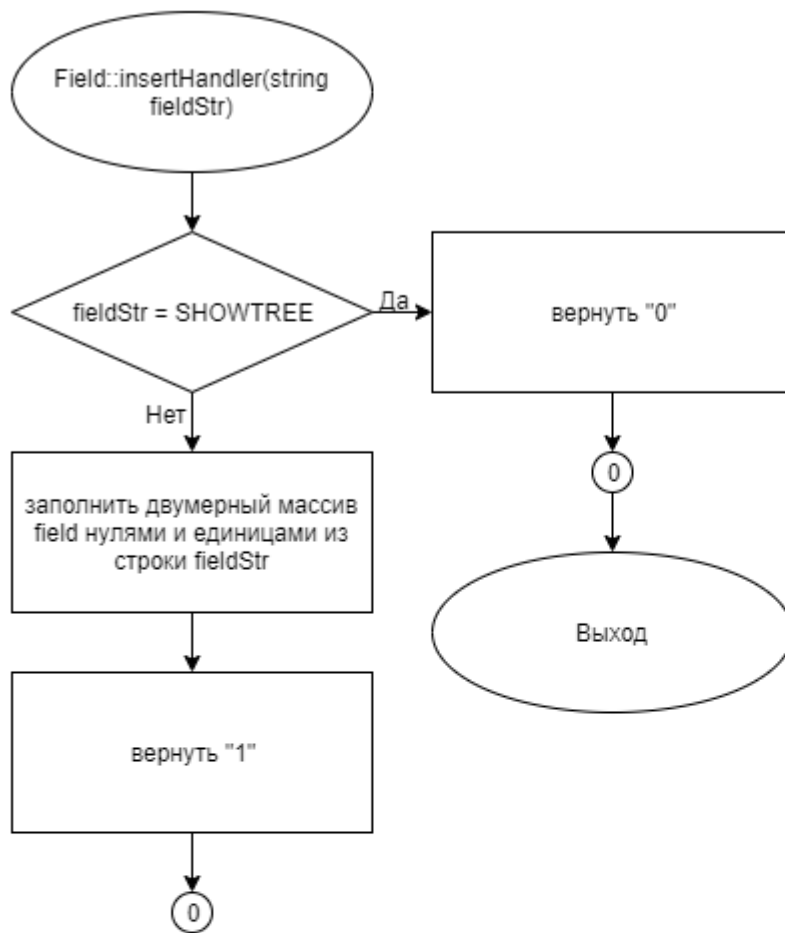 Field::insertHandler(string
fieldStr)
fieldStr = SHOWTREE
Да
вернуть "0"
Нет
0
заполнить двумерный массив
field нулями и единицами из
строки fieldStr
Выход
вернуть "1"
0